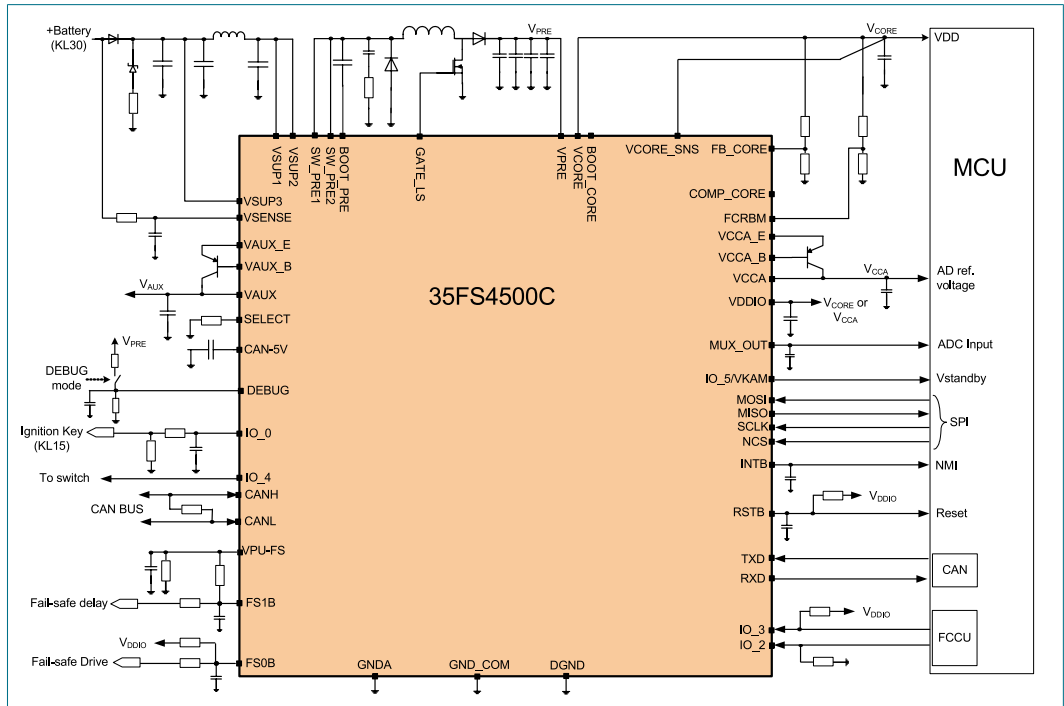 +Battery
(KL30)
VPRE
VCORE
VDD
MCU
VSUP1
VSUP2
SW_PRE1
SW_PRE2
BOOT_PRE
GATE_LS
VPRE
VCORE
BOOT_CORE
VCORE_SNS
FB_CORE
COMP_CORE
FCRBM
VCCA_E
VCCA_B
VCCA
VCCA
AD ref.
voltage
VDDIO
VCORE or
VCCA
MUX_OUT
ADC Input
IO_5/VKAM
Vstandby
MOSI
MISO
SCLK
NCS
SPI
INTB
NMI
VDDIO
RSTB
Reset
TXD
RXD
CAN
VDDIO
IO_3
IO_2
FCCU
35FS4500C
VSUP3
VSENSE
VAUX_E
VAUX_B
VAUX
VAUX
SELECT
CAN-5V
VPRE
DEBUG
mode
DEBUG
Ignition Key
(KL15)
IO_0
To switch
IO_4
CANH
CAN BUS
CANL
VPU-FS
Fail-safe delay
FS1B
VDDIO
Fail-safe Drive
FS0B
GNDA
GND_COM
DGND